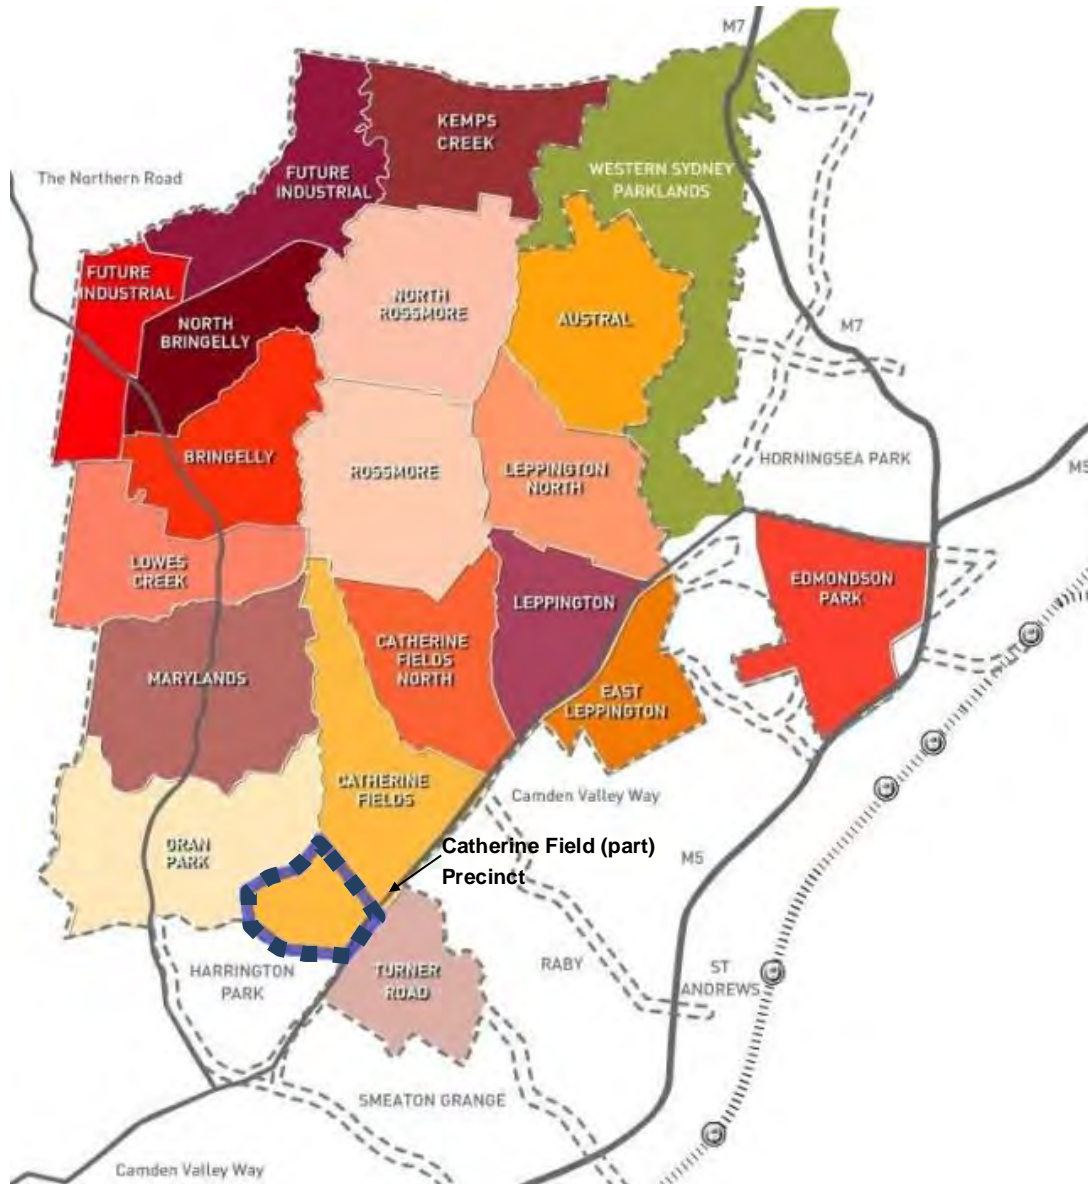 M7
KEMPS
CREEK
The Northern Road
FUTURE
INDUSTRIAL
WESTERN SYDNEY
PARKLANDS
FUTURE
INDUSTRIAL
NORTH
BRINGELLY
NORTH
ROSSMORE
AUSTRAL
M7
BRINGELLY
ROSSMORE
LEPPINGTON
NORTH
HORNINGSEA PARK
M5
LOWES
CREEK
LEPPINGTON
EDMONDSON
PARK
MARYLANDS
CATHERINE
FIELDS
NORTH
EAST
LEPPINGTON
CATHERINE
FIELDS
Camden Valley Way
ORAN
PARK
Catherine Field (part)
Precinct
M5
HARRINGTON
PARK
TURNER
ROAD
RABY
ST
ANDREWS
SMEATON GRANGE
Camden Valley Way